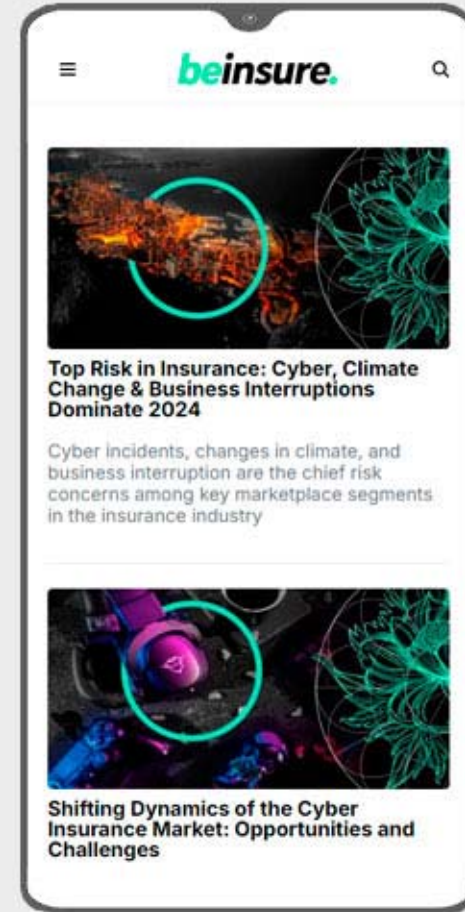 beinsure.
Top Risk in Insurance: Cyber, Climate
Change & Business Interruptions
Dominate 2024
Cyber incidents, changes in climate, and
business interruption are the chief risk
concerns among key marketplace segments
in the insurance industry
Shifting Dynamics of the Cyber
Insurance Market: Opportunities and
Challenges